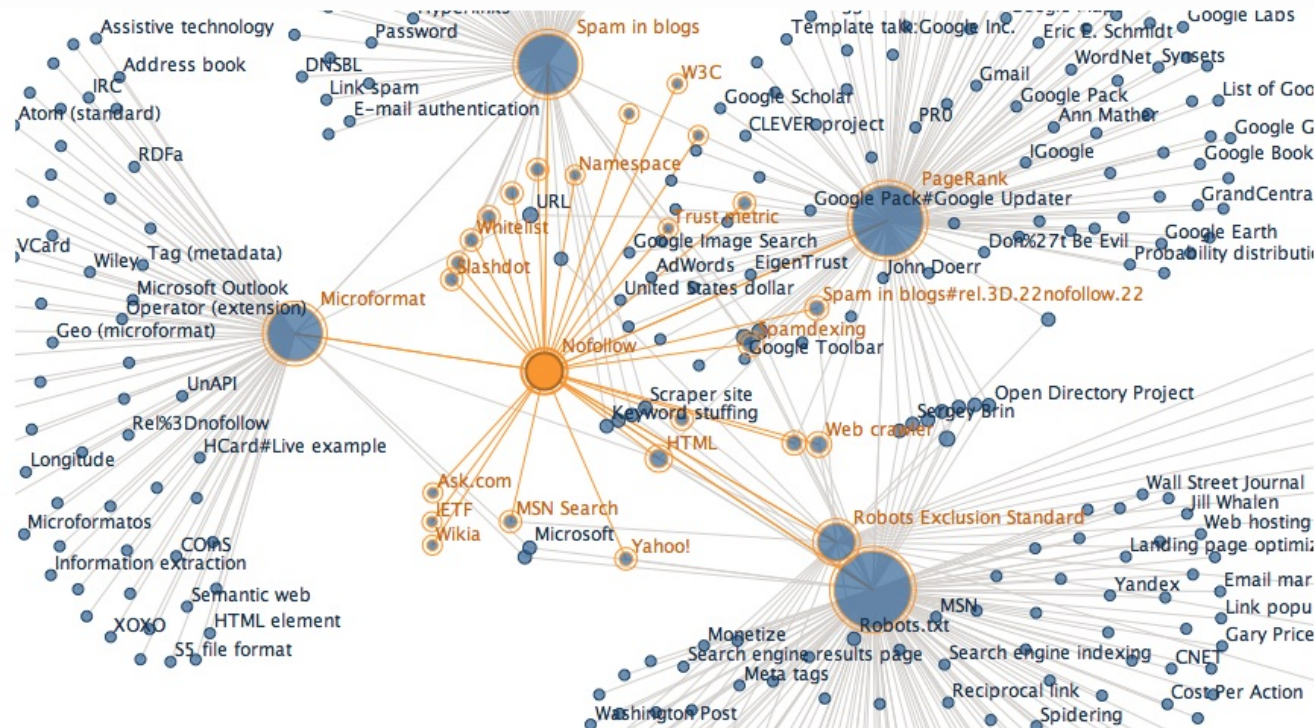 Hyperlinks
Spam in blogs
Template talk:Google Inc.
Google Labs
Assistive technology
Password
Eric E. Schmidt
Address book
DNSBL
W3C
WordNet
Synsets
IRC
Link spam
Gmail
Google Scholar
Google Pack
List of Goo
Atom (standard)
E-mail authentication
CLEVER project
PR0
Ann Mather
Google G
RDFa
Namespace
IGoogle
Google Book
PageRank
URL
Google Pack#Google Updater
GrandCentra
Whitelist
Trust metric
Google Earth
VCard
Tag (metadata)
Google Image Search
Don%27t Be Evil
Probability distributi
Wiley
Slashdot
AdWords
EigenTrust
John Doerr
Microsoft Outlook
United States dollar
Microformat
Spam in blogs#rel.3D.22nofollow.22
Operator (extension)
Geo (microformat)
Nofollow
Spamdexing
Google Toolbar
UnAPI
Scraper site
Open Directory Project
Rel%3Dnofollow
Keyword stuffing
Sergey Brin
HCard#Live example
HTML
Web crawler
Longitude
Ask.com
Wall Street Journal
IETF
MSN Search
Robots Exclusion Standard
Jill Whalen
Microformatos
Wikia
Microsoft
Yahoo!
Web hosting
COinS
Landing page optimiz
Information extraction
Yandex
Email mar
Semantic web
MSN
Link popu
XOXO
HTML element
Monetize
Robots.txt
Gary Price
S5 file format
Search engine results page
Search engine indexing
CNET
Meta tags
Reciprocal link
Cost Per Action
Washington Post
Spidering